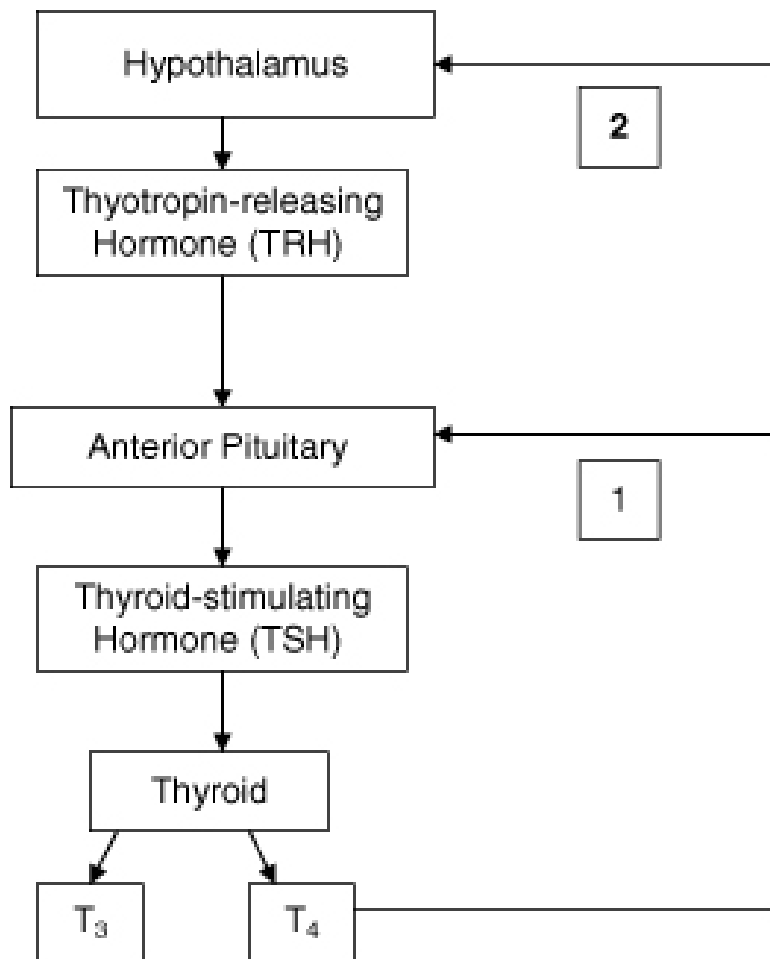 Hypothalamus
2
Thyotropin-releasing
Hormone (TRH)
Anterior Pituitary
1
Thyroid-stimulating
Hormone (TSH)
Thyroid
T₃
T₄